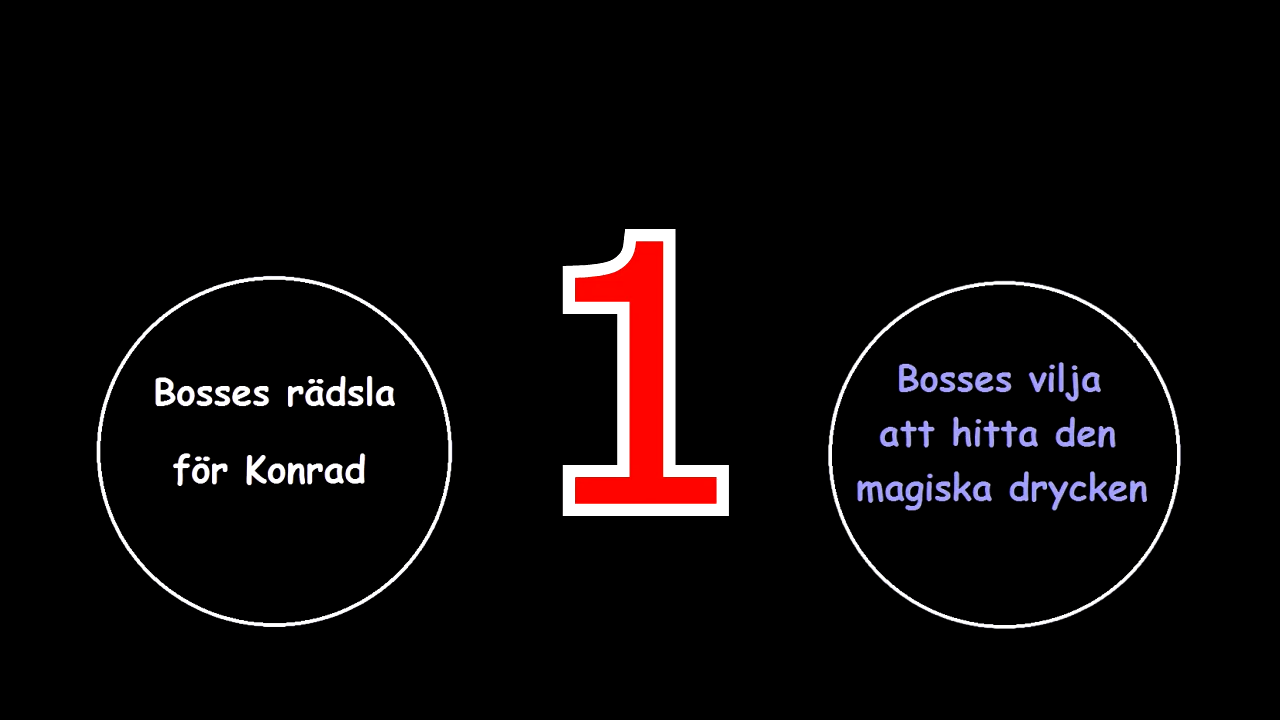 Bosses rädsla
för Konrad
1
Bosses vilja
att hitta den
magiska drycken